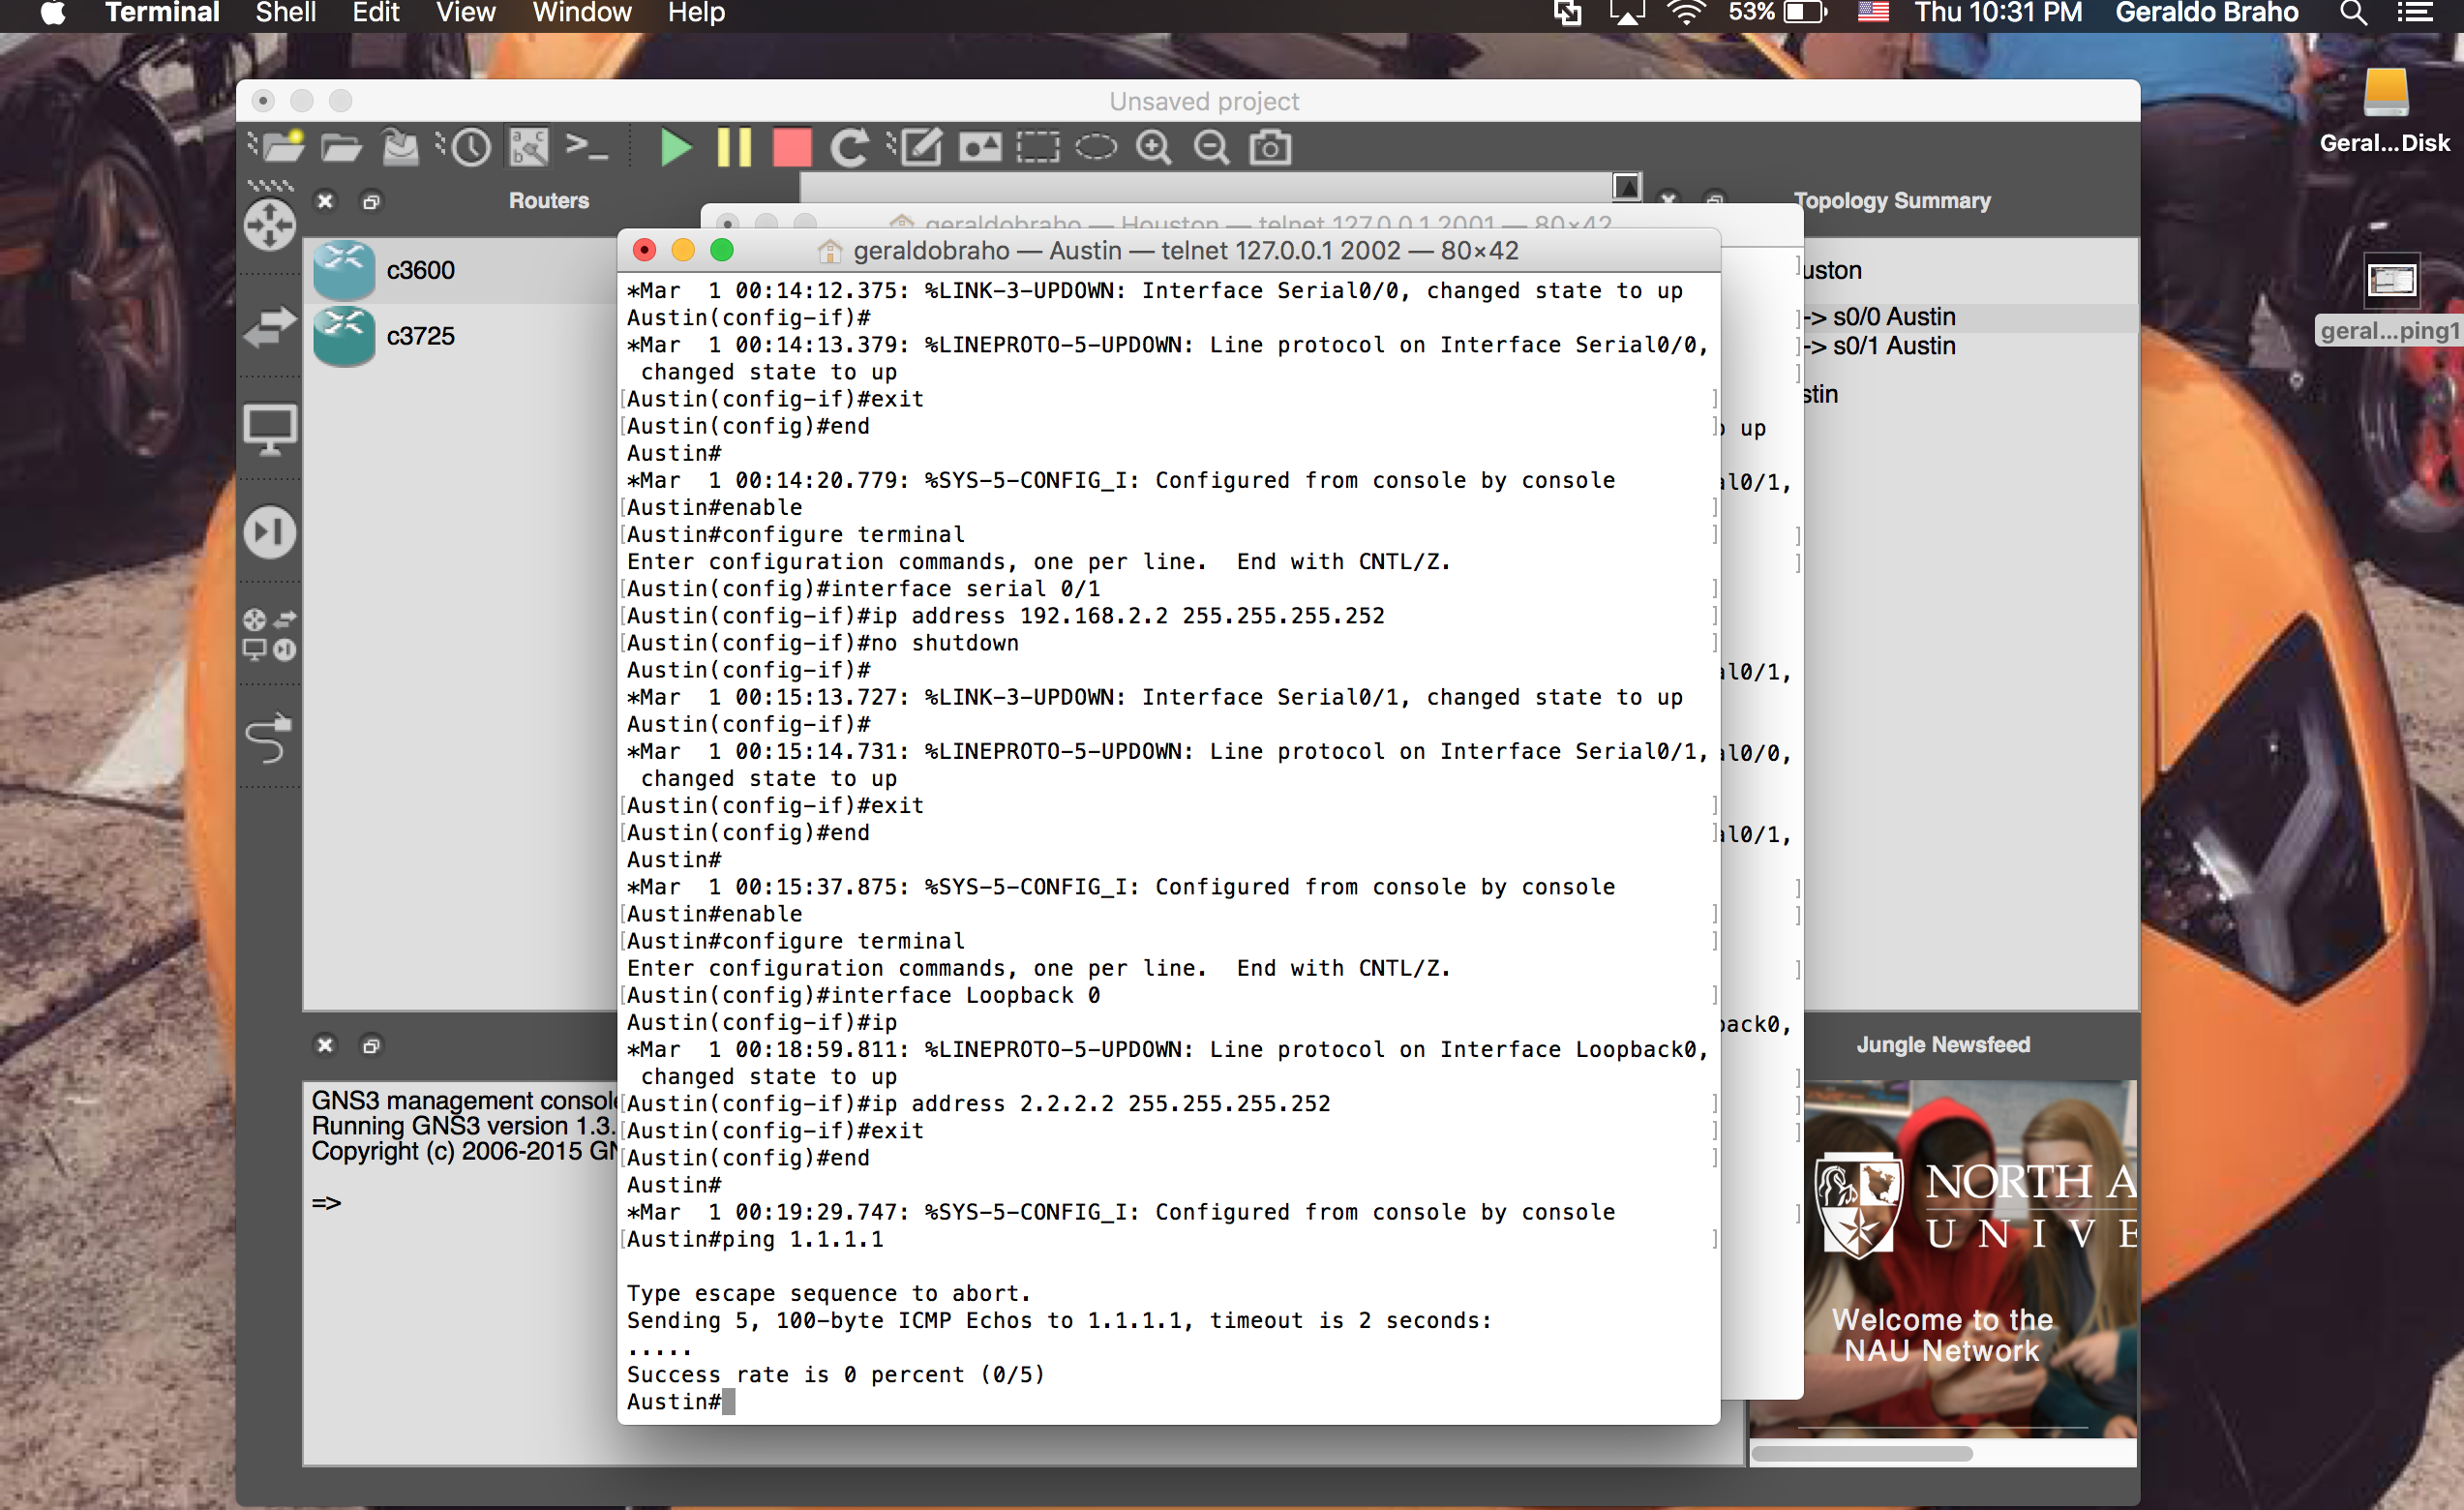 Terminal Shell Edit View Window Help 53% Thu 10:31 PM Geraldo Braho
Unsaved project
Geral...Disk
geral...ping1
Routers
Topology Summary
c3600
c3725
geraldobraho — Houston — telnet 127.0.0.1 2001 — 80×42
geraldobraho — Austin — telnet 127.0.0.1 2002 — 80×42
*Mar  1 00:14:12.375: %LINK-3-UPDOWN: Interface Serial0/0, changed state to up
Austin(config-if)#
*Mar  1 00:14:13.379: %LINEPROTO-5-UPDOWN: Line protocol on Interface Serial0/0,
 changed state to up
[Austin(config-if)#exit ]
[Austin(config)#end ]
Austin#
*Mar  1 00:14:20.779: %SYS-5-CONFIG_I: Configured from console by console
[Austin#enable ]
[Austin#configure terminal ]
Enter configuration commands, one per line.  End with CNTL/Z.
[Austin(config)#interface serial 0/1 ]
[Austin(config-if)#ip address 192.168.2.2 255.255.255.252 ]
[Austin(config-if)#no shutdown ]
Austin(config-if)#
*Mar  1 00:15:13.727: %LINK-3-UPDOWN: Interface Serial0/1, changed state to up
Austin(config-if)#
*Mar  1 00:15:14.731: %LINEPROTO-5-UPDOWN: Line protocol on Interface Serial0/1,
 changed state to up
[Austin(config-if)#exit ]
[Austin(config)#end ]
Austin#
*Mar  1 00:15:37.875: %SYS-5-CONFIG_I: Configured from console by console
[Austin#enable ]
[Austin#configure terminal ]
Enter configuration commands, one per line.  End with CNTL/Z.
[Austin(config)#interface Loopback 0 ]
Austin(config-if)#ip
*Mar  1 00:18:59.811: %LINEPROTO-5-UPDOWN: Line protocol on Interface Loopback0,
 changed state to up
[Austin(config-if)#ip address 2.2.2.2 255.255.255.252 ]
[Austin(config-if)#exit ]
[Austin(config)#end ]
Austin#
*Mar  1 00:19:29.747: %SYS-5-CONFIG_I: Configured from console by console
[Austin#ping 1.1.1.1 ]
Type escape sequence to abort.
Sending 5, 100-byte ICMP Echos to 1.1.1.1, timeout is 2 seconds:
.....
Success rate is 0 percent (0/5)
Austin#
up
al0/1,
al0/1,
al0/0,
al0/1,
back0,
uston
-> s0/0 Austin
-> s0/1 Austin
stin
GNS3 management console
Running GNS3 version 1.3.
Copyright (c) 2006-2015 GN
=>
Jungle Newsfeed
NORTH A
UNIVE
Welcome to the
NAU Network